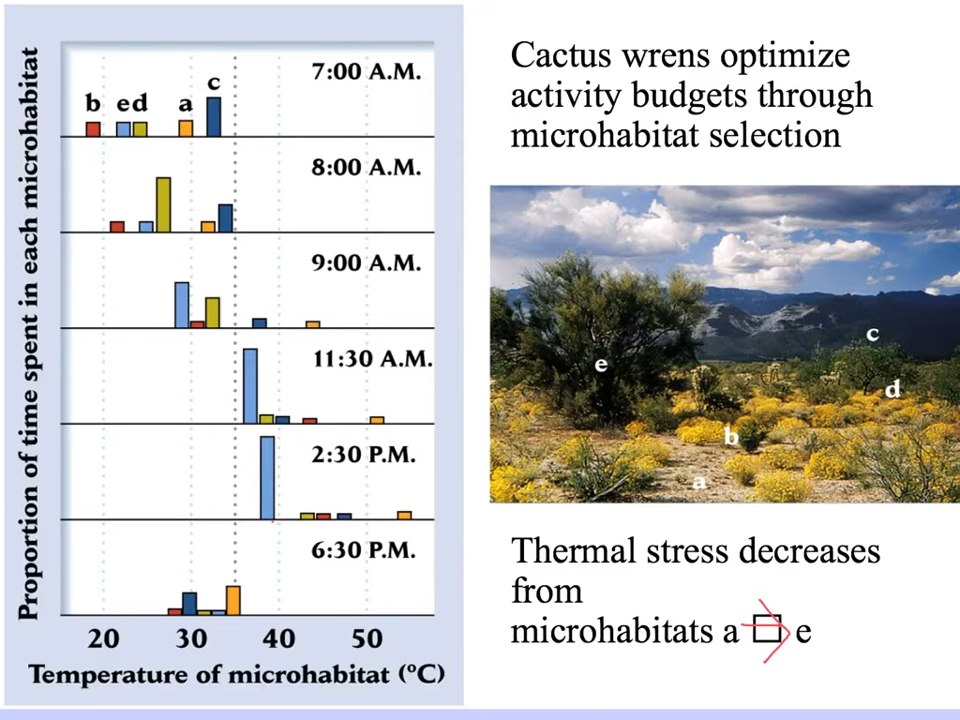 Proportion of time spent in each microhabitat
7:00 A.M.
b e d a c
8:00 A.M.
9:00 A.M.
11:30 A.M.
2:30 P.M.
6:30 P.M.
20 30 40 50
Temperature of microhabitat (°C)
Cactus wrens optimize
activity budgets through
microhabitat selection
c
e
d
b
a
Thermal stress decreases
from
microhabitats a □ e